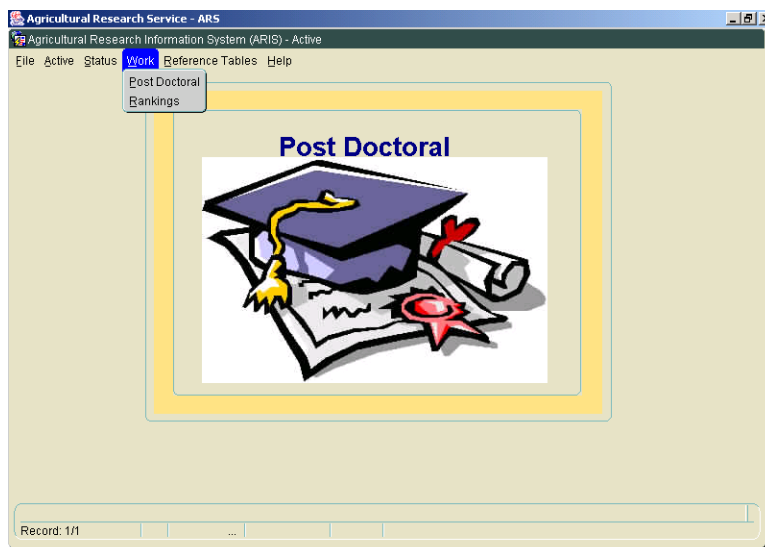 Agricultural Research Service - ARS
Agricultural Research Information System (ARIS) - Active
File Active Status Work Reference Tables Help
Post Doctoral
Rankings
Post Doctoral
Record: 1/1
...